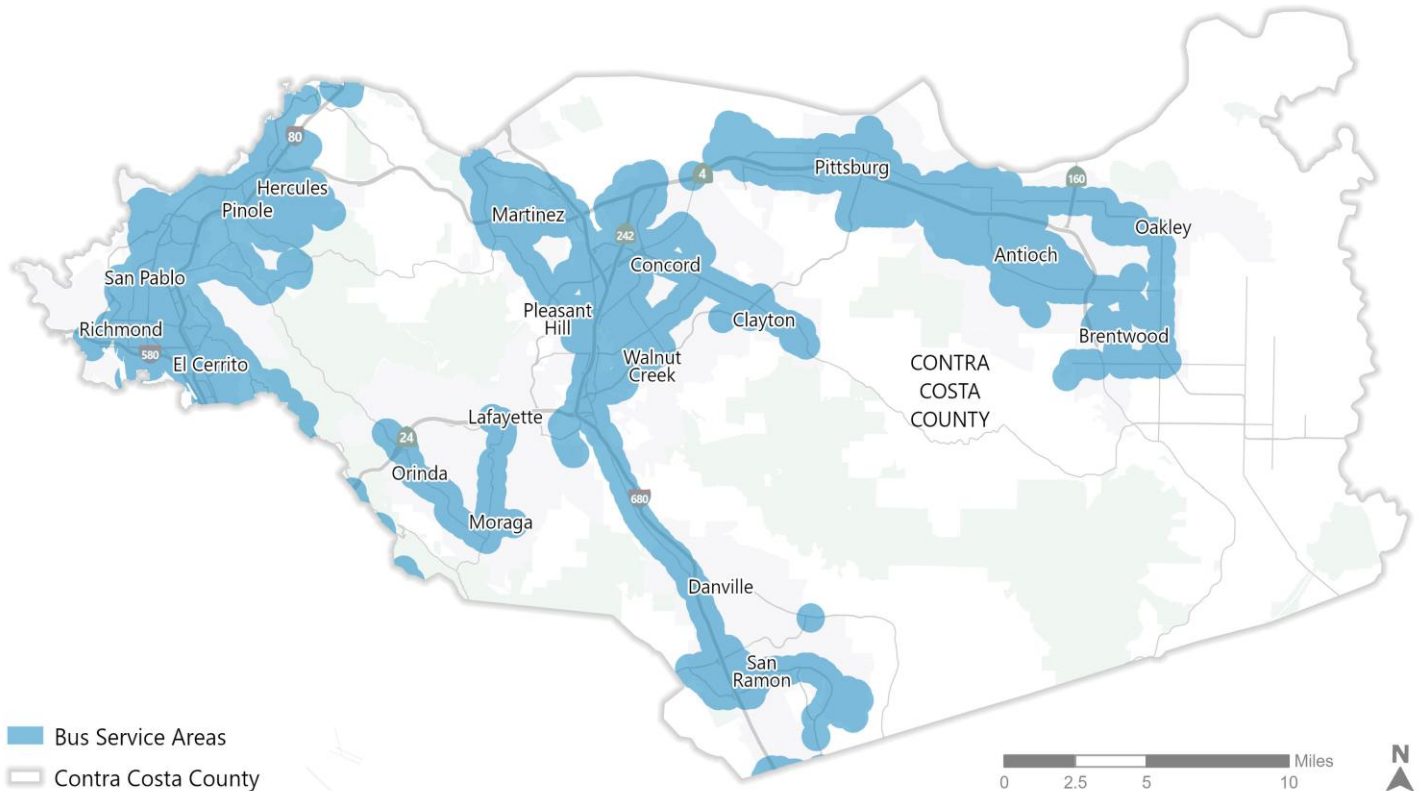 80
Hercules
Pinole
San Pablo
Richmond
580
El Cerrito
Martinez
4
242
Concord
Pleasant
Hill
Clayton
Walnut
Creek
Pittsburg
160
Oakley
Antioch
Brentwood
CONTRA
COSTA
COUNTY
Lafayette
24
Orinda
Moraga
680
Danville
San
Ramon
Bus Service Areas
Contra Costa County
Miles
0 2.5 5 10
N